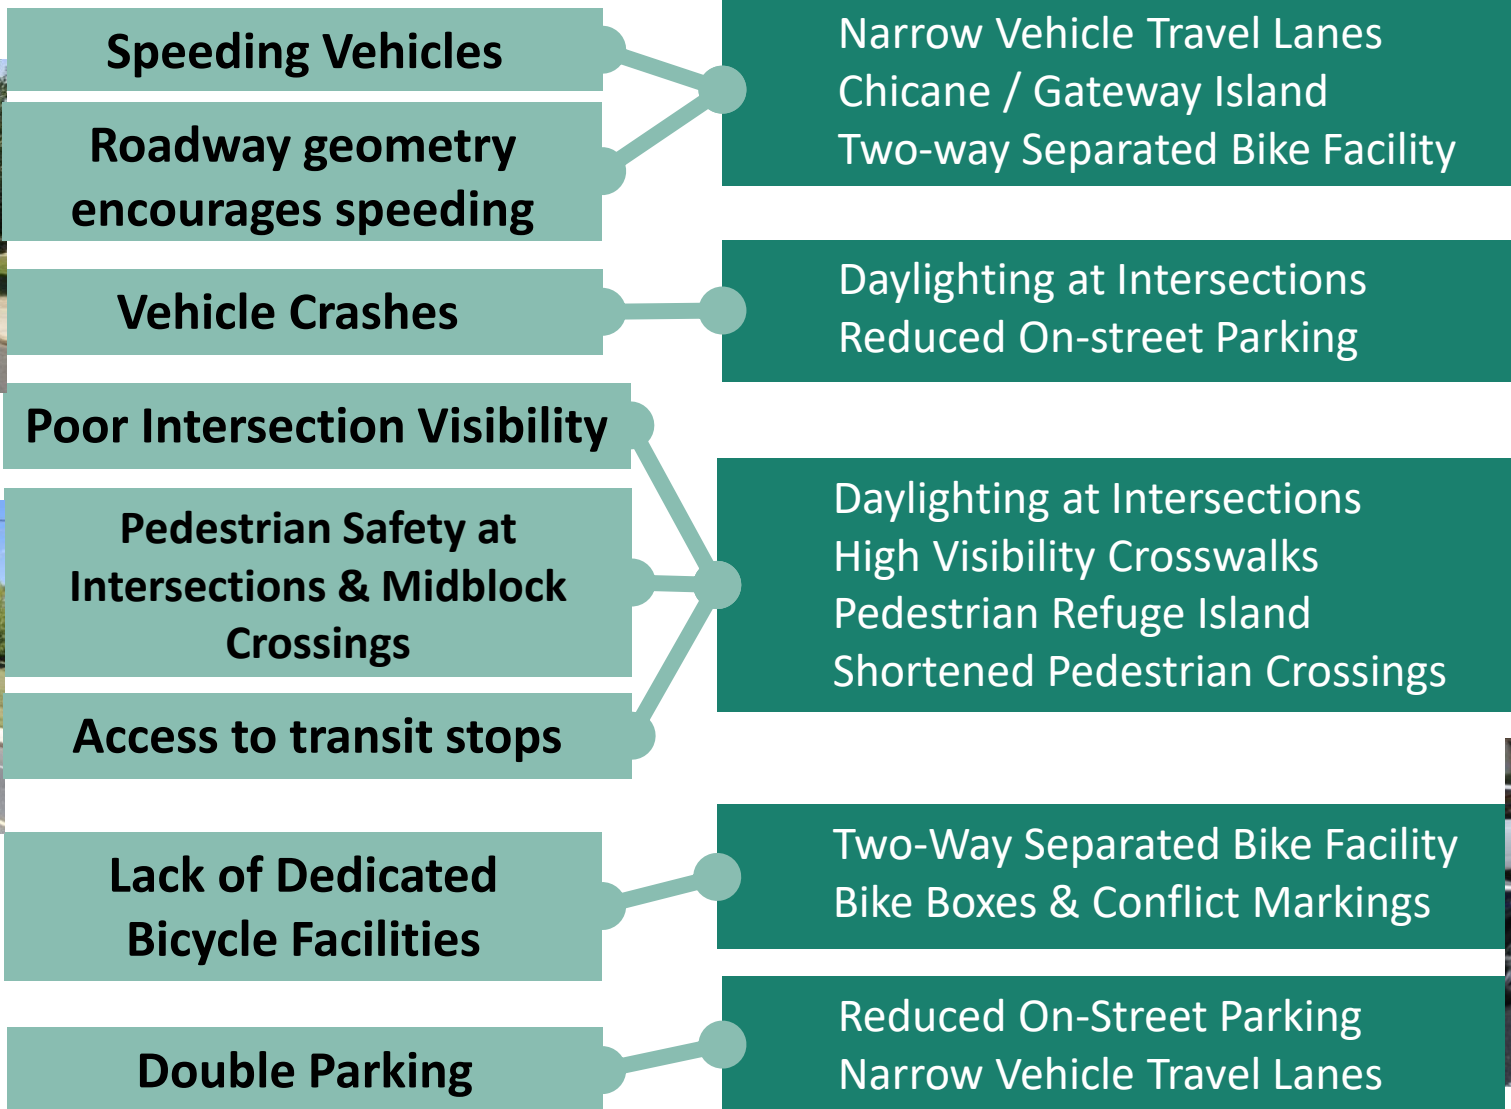 Speeding Vehicles
Roadway geometry
encourages speeding
Narrow Vehicle Travel Lanes
Chicane / Gateway Island
Two-way Separated Bike Facility
Vehicle Crashes
Daylighting at Intersections
Reduced On-street Parking
Poor Intersection Visibility
Pedestrian Safety at
Intersections & Midblock
Crossings
Access to transit stops
Daylighting at Intersections
High Visibility Crosswalks
Pedestrian Refuge Island
Shortened Pedestrian Crossings
Lack of Dedicated
Bicycle Facilities
Two-Way Separated Bike Facility
Bike Boxes & Conflict Markings
Double Parking
Reduced On-Street Parking
Narrow Vehicle Travel Lanes